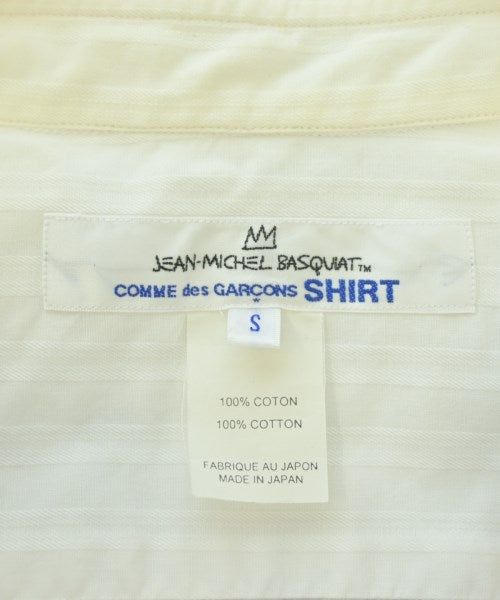 JEAN-MICHEL BASQUIAT™
COMME des GARÇONS SHIRT
S
100% COTON
100% COTTON
FABRIQUE AU JAPON
MADE IN JAPAN